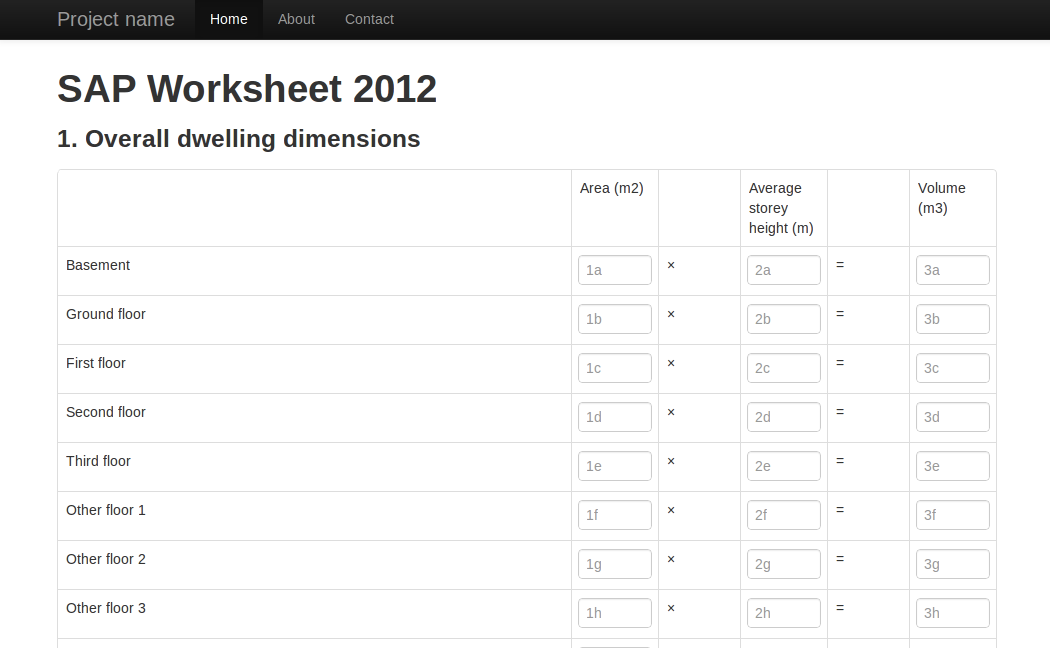 Project name Home About Contact
SAP Worksheet 2012
1. Overall dwelling dimensions
Area (m2) Average storey height (m) Volume (m3)
Basement 1a × 2a = 3a
Ground floor 1b × 2b = 3b
First floor 1c × 2c = 3c
Second floor 1d × 2d = 3d
Third floor 1e × 2e = 3e
Other floor 1 1f × 2f = 3f
Other floor 2 1g × 2g = 3g
Other floor 3 1h × 2h = 3h